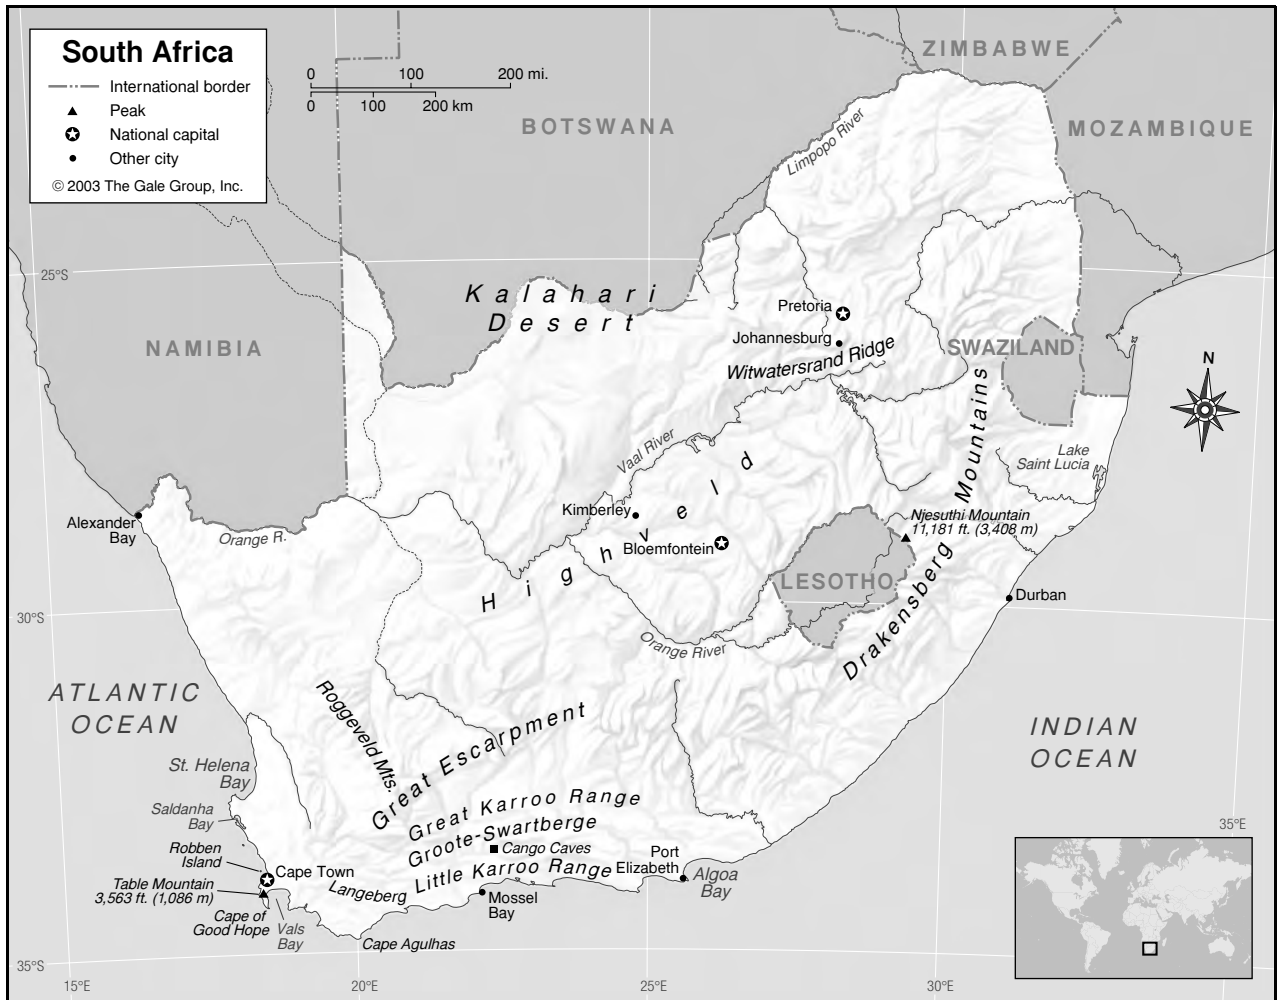 South Africa
International border
Peak
National capital
Other city
© 2003 The Gale Group, Inc.
0 100 200 mi.
0 100 200 km
ZIMBABWE
BOTSWANA
MOZAMBIQUE
Limpopo River
25°S
Kalahari
Desert
Pretoria
Johannesburg
Witwatersrand Ridge
NAMIBIA
SWAZILAND
N
Vaal River
Lake
Saint Lucia
Kimberley
Alexander
Bay
Orange R.
Bloemfontein
Highveld
Njesuthi Mountain
11,181 ft. (3,408 m)
LESOTHO
Drakensberg Mountains
Durban
30°S
Orange River
ATLANTIC
OCEAN
Roggeveld Mts.
Great Escarpment
INDIAN
OCEAN
St. Helena
Bay
Saldanha
Bay
Great Karroo Range
Groote-Swartberge
Cango Caves
35°E
Robben
Island
Cape Town
Little Karroo Range
Port
Elizabeth
Algoa
Bay
Table Mountain
3,563 ft. (1,086 m)
Langeberg
Mossel
Bay
Cape of
Good Hope
Vals
Bay
Cape Agulhas
35°S
15°E
20°E
25°E
30°E